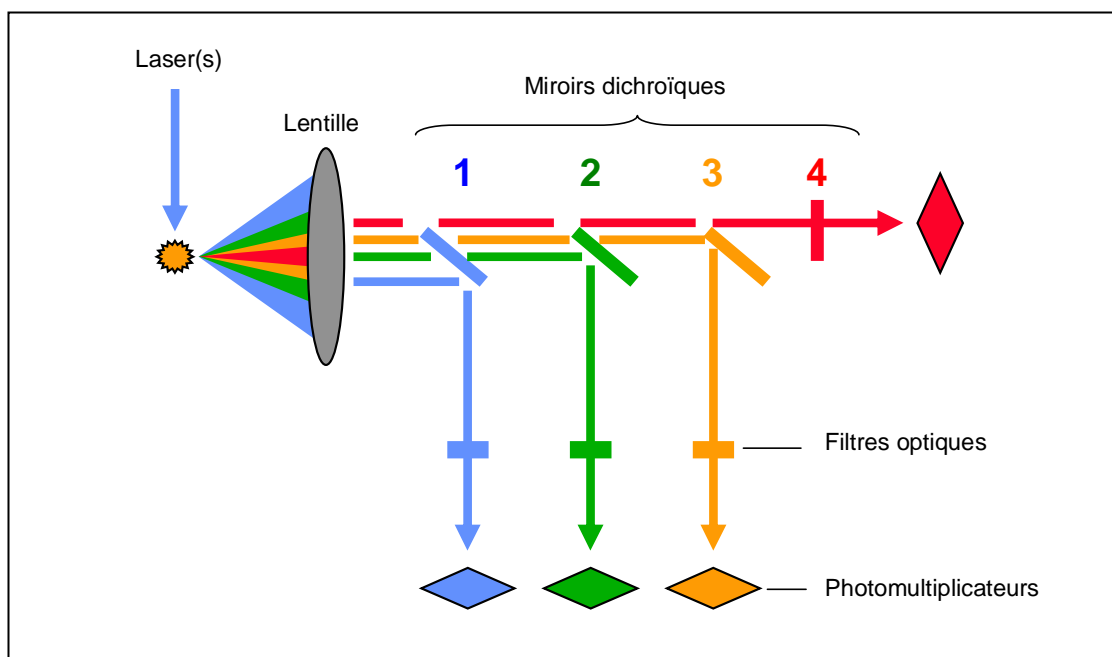 Laser(s)
Miroirs dichroïques
Lentille
1 2 3 4
Filtres optiques
Photomultiplicateurs